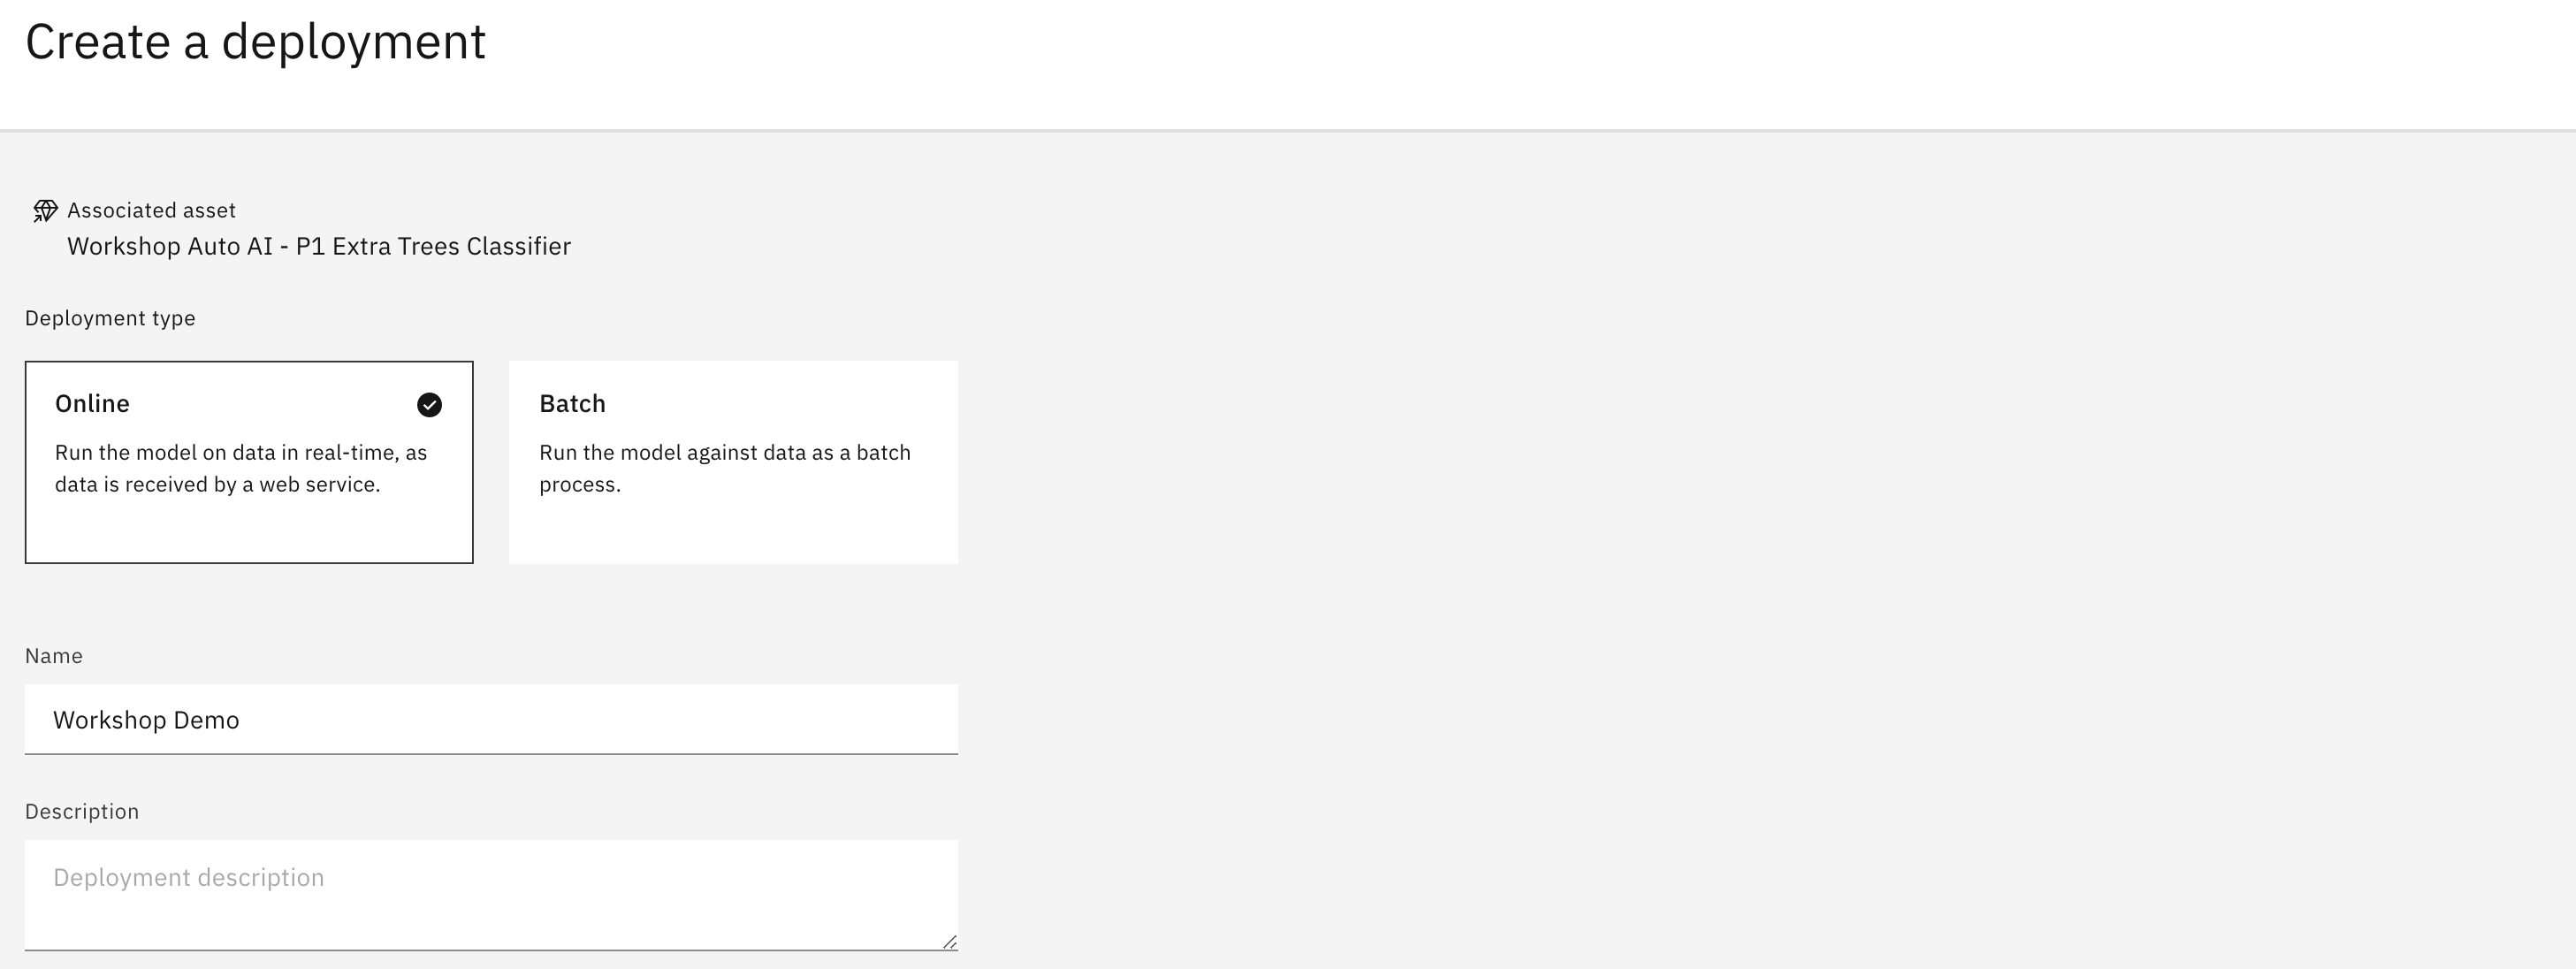 Create a deployment
Associated asset
Workshop Auto AI - P1 Extra Trees Classifier
Deployment type
Online
Run the model on data in real-time, as
data is received by a web service.
Batch
Run the model against data as a batch
process.
Name
Workshop Demo
Description
Deployment description